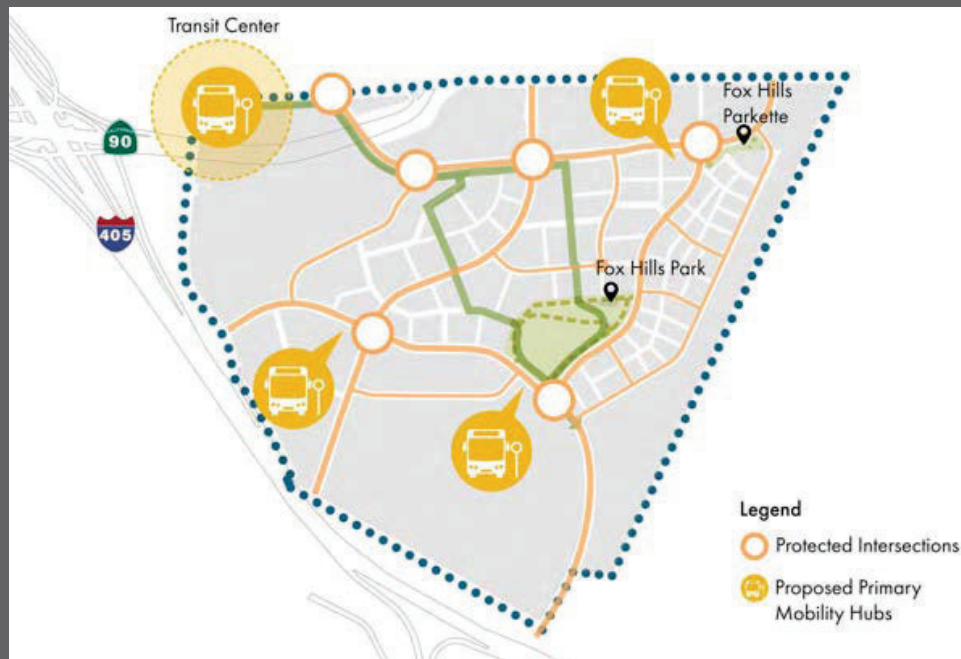 Transit Center
Fox Hills
Parkette
90
405
Fox Hills Park
Legend
Protected Intersections
Proposed Primary
Mobility Hubs